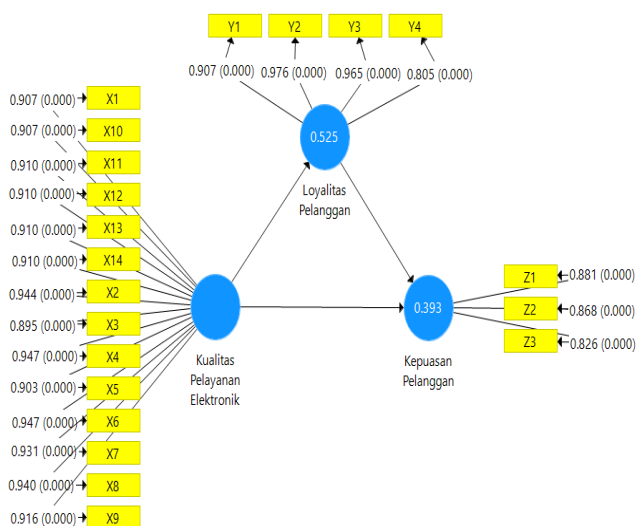 Y1 Y2 Y3 Y4
0.907 (0.000) 0.976 (0.000) 0.965 (0.000) 0.805 (0.000)
0.907 (0.000) X1
0.907 (0.000) X10
0.910 (0.000) X11
0.910 (0.000) X12
0.910 (0.000) X13
0.910 (0.000) X14
0.944 (0.000) X2
0.895 (0.000) X3
0.947 (0.000) X4
0.903 (0.000) X5
0.947 (0.000) X6
0.931 (0.000) X7
0.940 (0.000) X8
0.916 (0.000) X9
0.525
Loyalitas
Pelanggan
Kualitas
Pelayanan
Elektronik
0.393
Kepuasan
Pelanggan
Z1 0.881 (0.000)
Z2 0.868 (0.000)
Z3 0.826 (0.000)